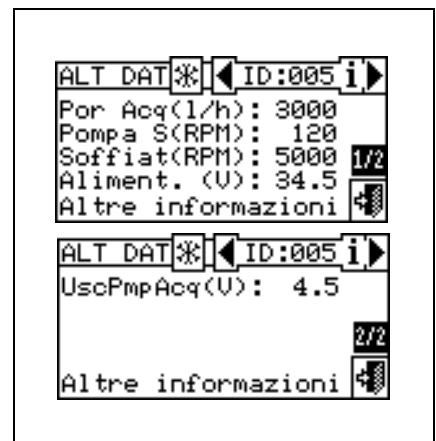 ALT DAT ID:005 i
Por Acq(l/h): 3000
Pompa S(RPM): 120
Soffiat(RPM): 5000
1/2
Aliment. (V): 34.5
Altre informazioni
ALT DAT ID:005 i
UscPmpAcq(V): 4.5
2/2
Altre informazioni